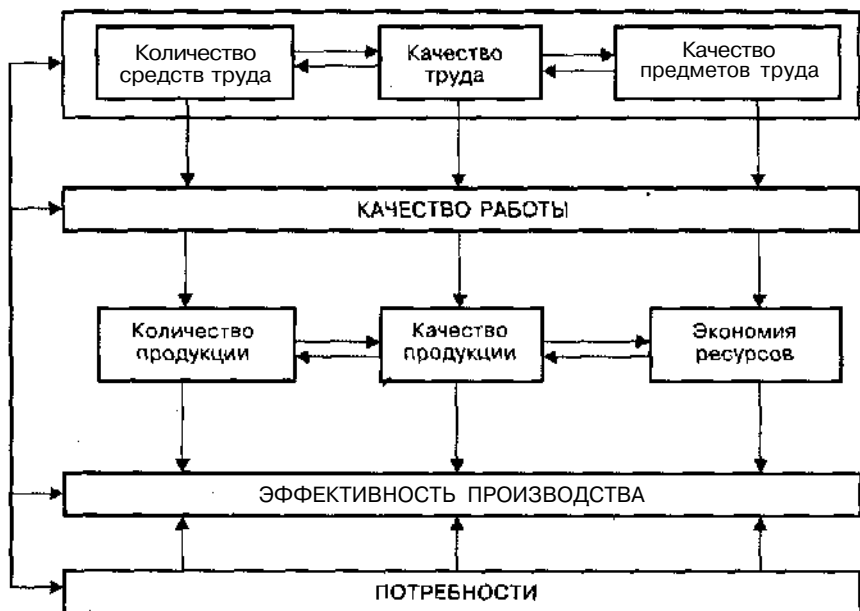 Количество
средств труда
Качество
труда
Качество
предметов труда
КАЧЕСТВО РАБОТЫ
Количество
продукции
Качество
продукции
Экономия
ресурсов
ЭФФЕКТИВНОСТЬ ПРОИЗВОДСТВА
ПОТРЕБНОСТИ